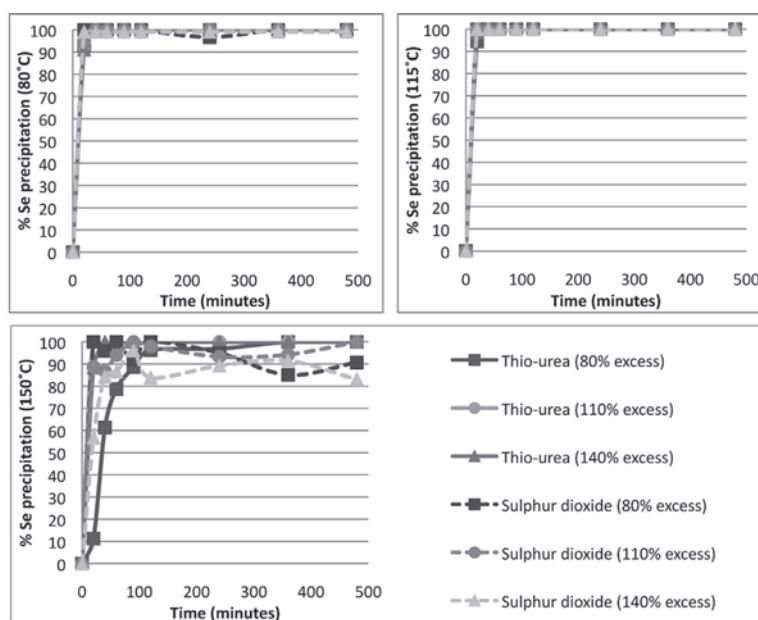 % Se precipitation (80˚C)
100
90
80
70
60
50
40
30
20
10
0
0 100 200 300 400 500
Time (minutes)
% Se precipitation (115˚C)
100
90
80
70
60
50
40
30
20
10
0
0 100 200 300 400 500
Time (minutes)
% Se precipitation (150˚C)
100
90
80
70
60
50
40
30
20
10
0
0 100 200 300 400 500
Time (minutes)
Thio-urea (80% excess)
Thio-urea (110% excess)
Thio-urea (140% excess)
Sulphur dioxide (80% excess)
Sulphur dioxide (110% excess)
Sulphur dioxide (140% excess)